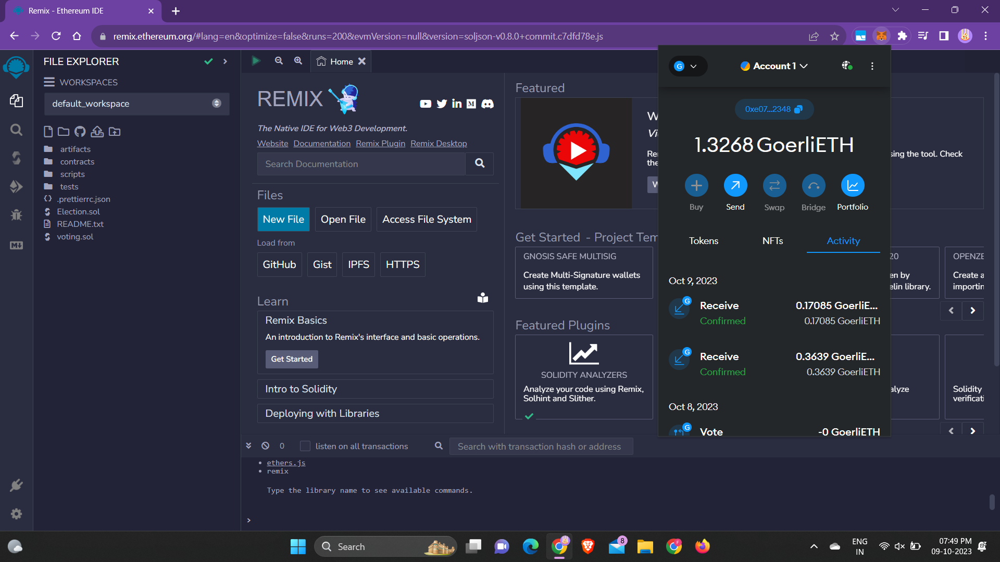 Remix - Ethereum IDE
remix.ethereum.org/#lang=en&optimize=false&runs=200&evmVersion=null&version=soljson-v0.8.0+commit.c7dfd78e.js
FILE EXPLORER
WORKSPACES
default_workspace
artifacts
contracts
scripts
tests
.prettierrc.json
Election.sol
README.txt
voting.sol
Home
REMIX
The Native IDE for Web3 Development.
Website Documentation Remix Plugin Remix Desktop
Search Documentation
Files
New File Open File Access File System
Load from
GitHub Gist IPFS HTTPS
Learn
Remix Basics
An introduction to Remix's interface and basic operations.
Get Started
Intro to Solidity
Deploying with Libraries
Featured
W
Vi
Re sing the tool. Check
the
W
Get Started - Project Tem
GNOSIS SAFE MULTISIG
Create Multi-Signature wallets
using this template.
20
en by
elin library.
OPENZE
Create a
importin
Featured Plugins
SOLIDITY ANALYZERS
Analyze your code using Remix,
Solhint and Slither.
alyze
Solidity
verificati
G
Account 1
0xe07...2348
1.3268 GoerliETH
Buy Send Swap Bridge Portfolio
Tokens NFTs Activity
Oct 9, 2023
G
Receive 0.17085 GoerliE...
Confirmed 0.17085 GoerliETH
G
Receive 0.3639 GoerliE...
Confirmed 0.3639 GoerliETH
Oct 8, 2023
G
Vote -0 GoerliETH
0 listen on all transactions Search with transaction hash or address
• ethers.js
• remix
Type the library name to see available commands.
>
Search
8
F
ENG
IN
07:49 PM
09-10-2023